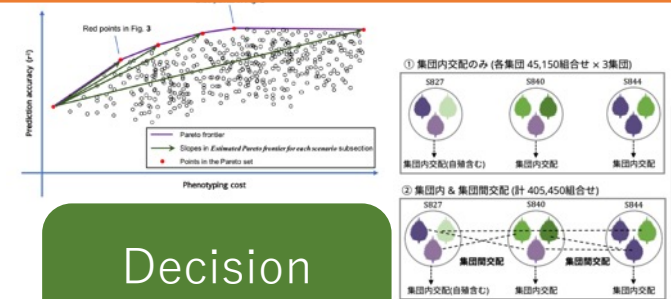 Red points in Fig. 3
Prediction accuracy (r²)
Pareto frontier
Slopes in Estimated Pareto frontier for each scenario subsection
Points in the Pareto set
Phenotyping cost
Decision
① 集団内交配のみ (各集団 45,150組合せ × 3集団)
S827 S840 S844
集団内交配(自殖含む) 集団内交配 集団内交配
② 集団内 & 集団間交配 (計 405,450組合せ)
S827 S840 S844
集団間交配 集団間交配
集団内交配(自殖含む) 集団内交配 集団内交配